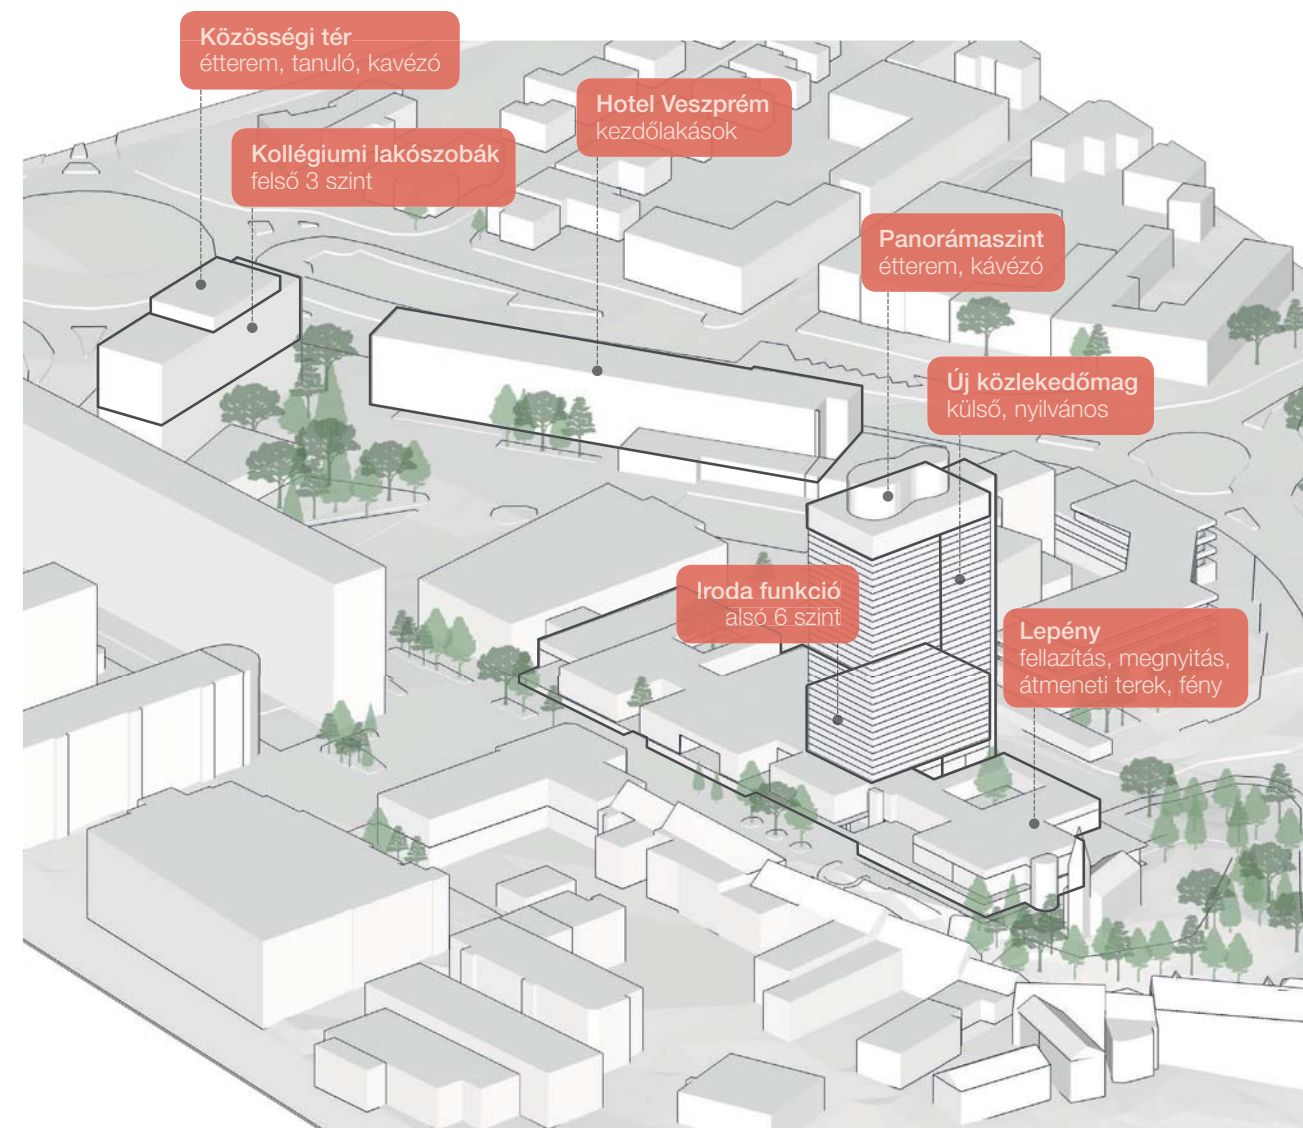 Közösségi tér
étterem, tanuló, kavézó
Kollégiumi lakószobák
felső 3 szint
Hotel Veszprém
kezdőlakások
Panorámaszint
étterem, kávézó
Új közlekedőmag
külső, nyilvános
Iroda funkció
alsó 6 szint
Lepény
fellazítás, megnyitás,
átmeneti terek, fény